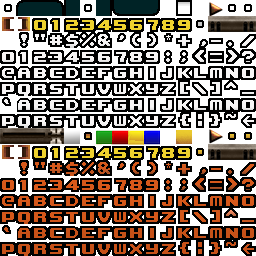 [ ] 0123456789
! " # $ % & ' ( ) * + , - . /
0123456789 : ; < = > ?
@ABCDEFGHIJKLMNO
PQRSTUVWXYZ [ \ ] ^ _
` ABCDEFGHIJKLMNO
PQRSTUVWXYZ { | } ~ ←
[ ] 0123456789
! " # $ % & ' ( ) * + , - . /
0123456789 : ; < = > ?
@ABCDEFGHIJKLMNO
PQRSTUVWXYZ [ \ ] ^ _
` ABCDEFGHIJKLMNO
PQRSTUVWXYZ { | } ~ ←